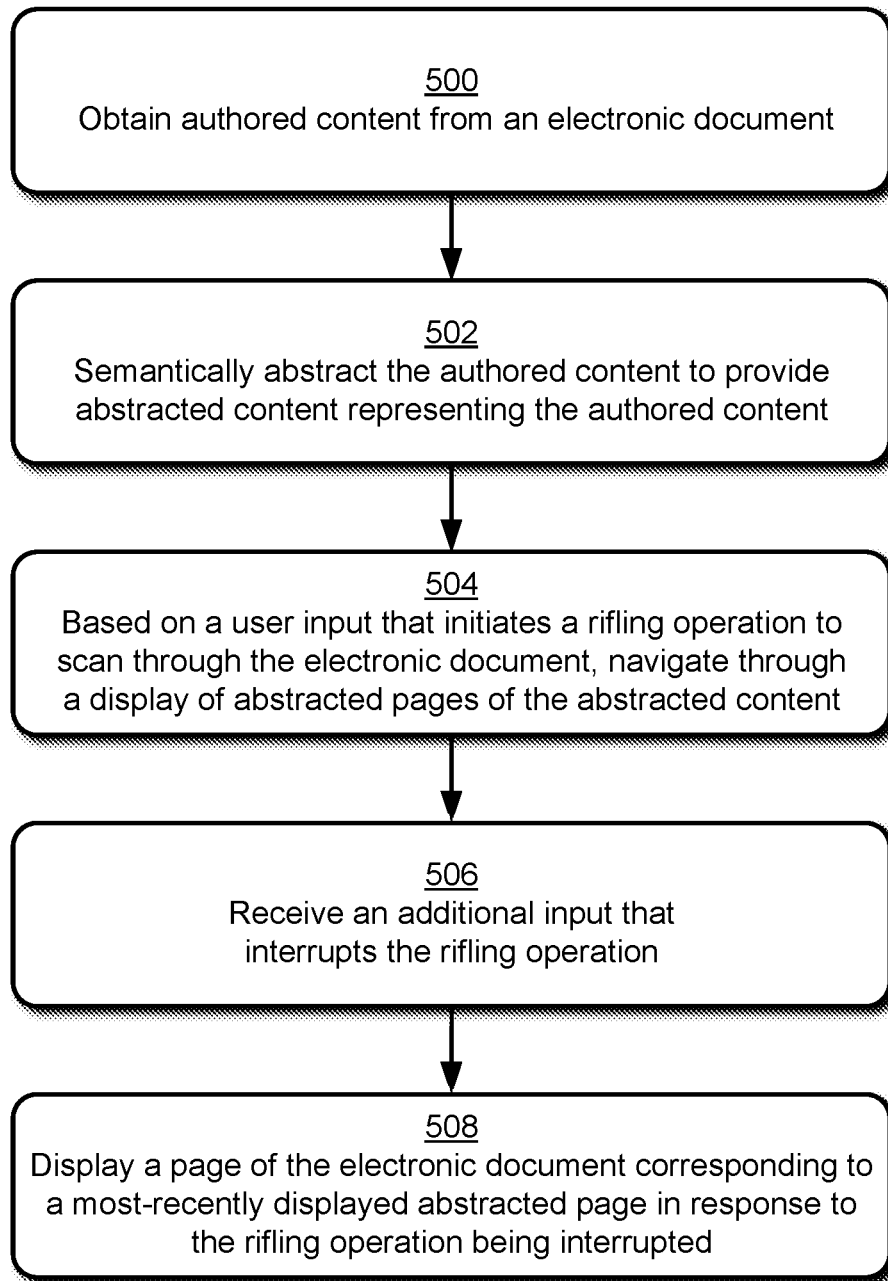 500
Obtain authored content from an electronic document
502
Semantically abstract the authored content to provide
abstracted content representing the authored content
504
Based on a user input that initiates a rifling operation to
scan through the electronic document, navigate through
a display of abstracted pages of the abstracted content
506
Receive an additional input that
interrupts the rifling operation
508
Display a page of the electronic document corresponding to
a most-recently displayed abstracted page in response to
the rifling operation being interrupted